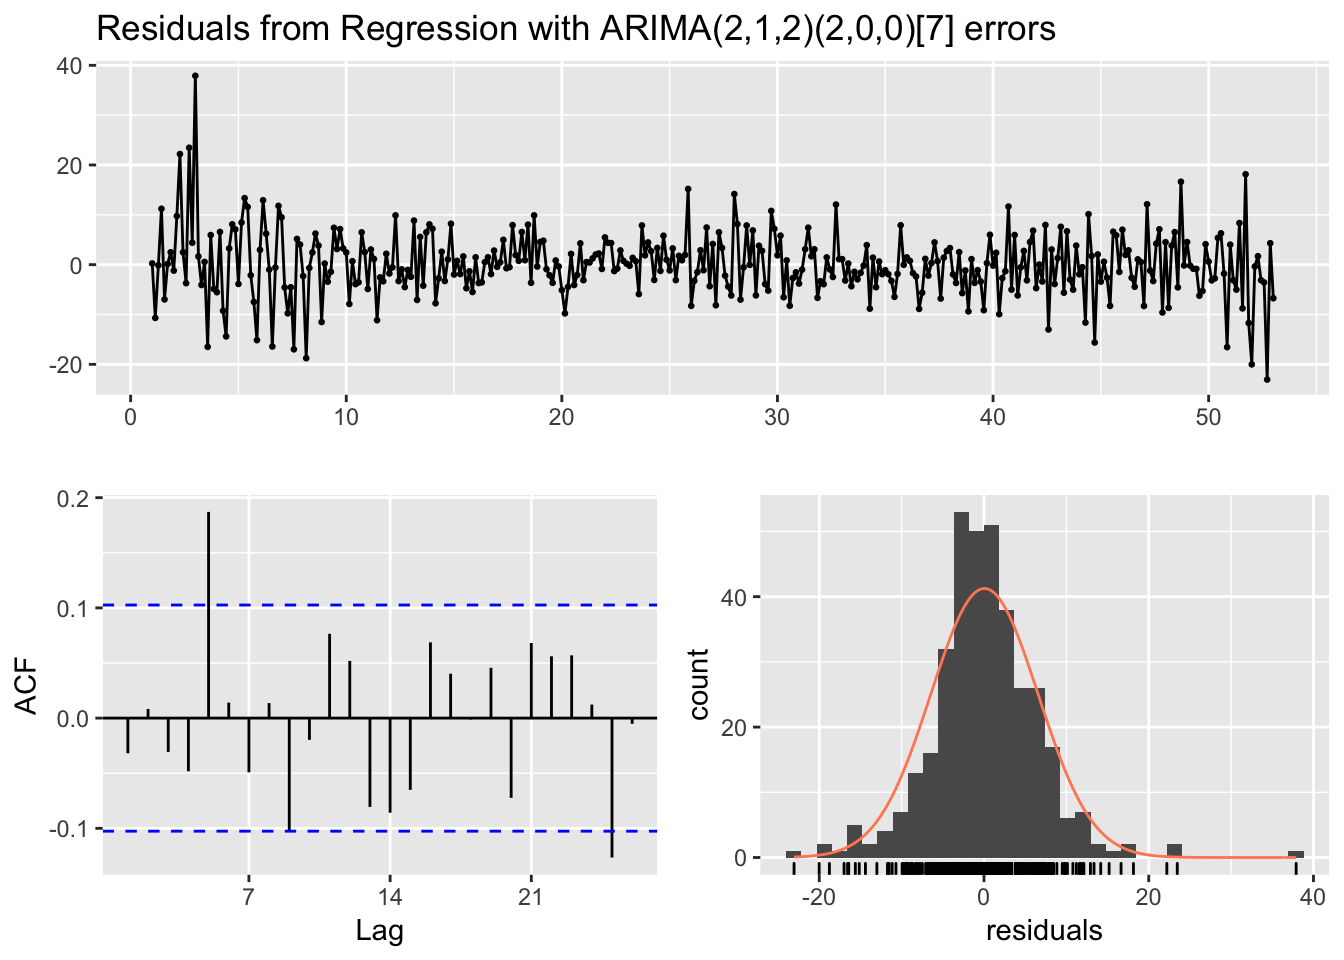 Residuals from Regression with ARIMA(2,1,2)(2,0,0)[7] errors
40
20
0
-20
0 10 20 30 40 50
0.2
0.1
0.0
-0.1
ACF
7 14 21
Lag
40
20
0
count
-20 0 20 40
residuals